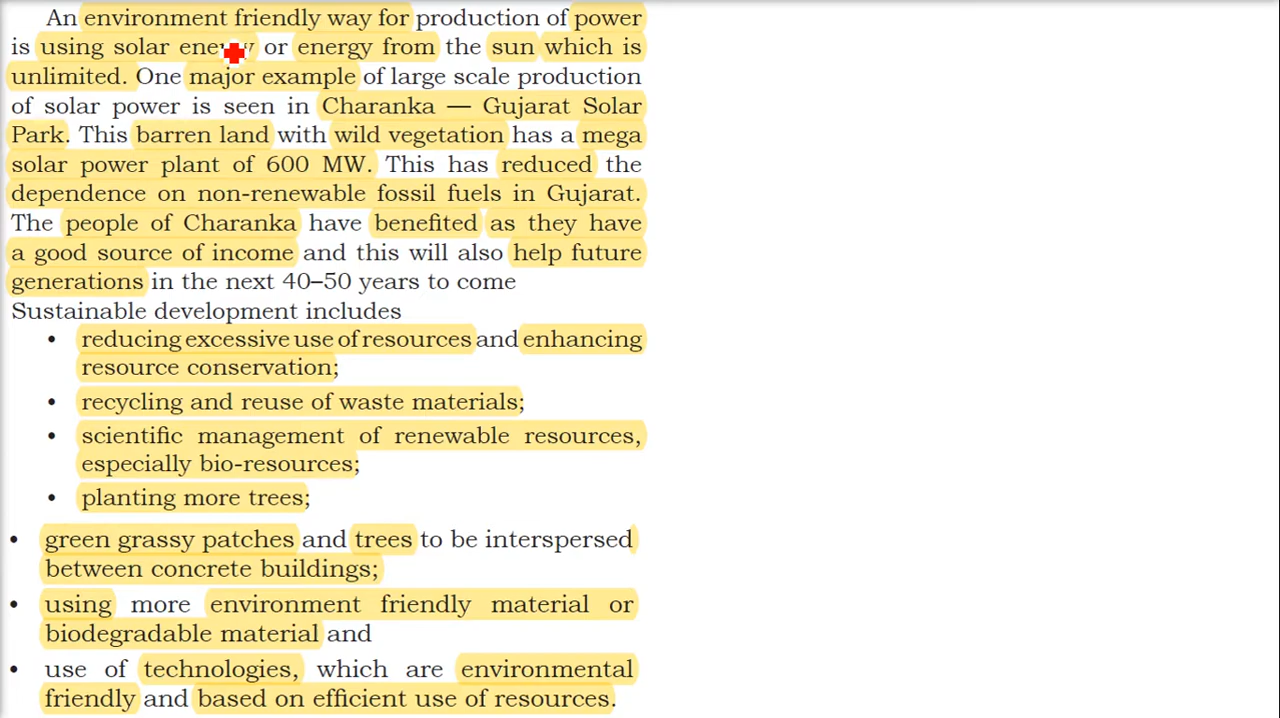 An environment friendly way for production of power
is using solar energy or energy from the sun which is
unlimited. One major example of large scale production
of solar power is seen in Charanka — Gujarat Solar
Park. This barren land with wild vegetation has a mega
solar power plant of 600 MW. This has reduced the
dependence on non-renewable fossil fuels in Gujarat.
The people of Charanka have benefited as they have
a good source of income and this will also help future
generations in the next 40–50 years to come
Sustainable development includes
• reducing excessive use of resources and enhancing
resource conservation;
• recycling and reuse of waste materials;
• scientific management of renewable resources,
especially bio-resources;
• planting more trees;
• green grassy patches and trees to be interspersed
between concrete buildings;
• using more environment friendly material or
biodegradable material and
• use of technologies, which are environmental
friendly and based on efficient use of resources.